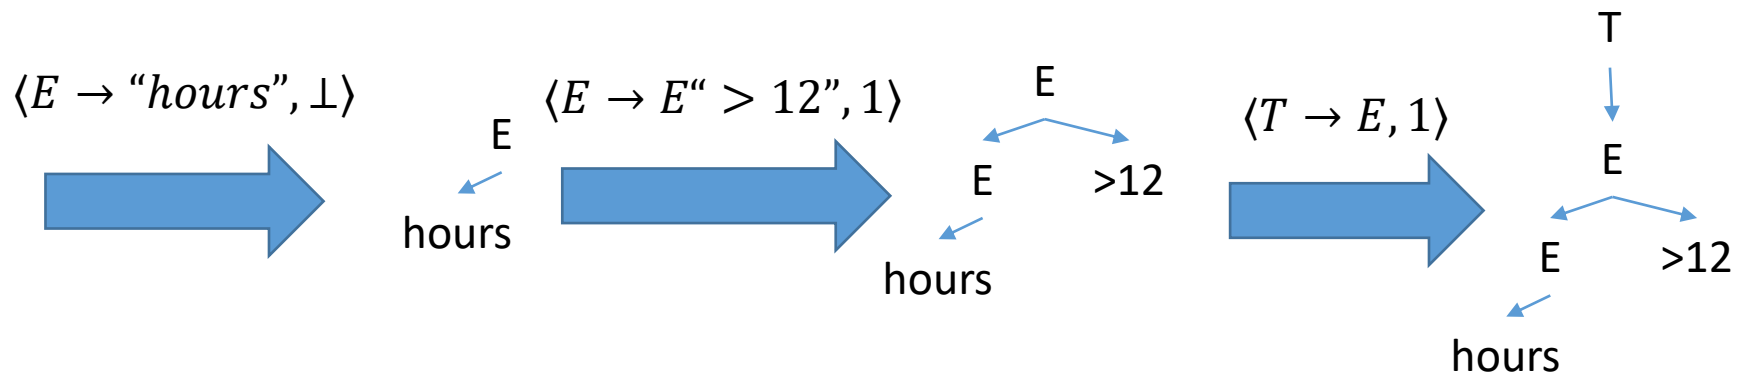 ⟨E → “hours”, ⊥⟩
E
hours
⟨E → E“ > 12”, 1⟩
E
E >12
hours
⟨T → E, 1⟩
T
E
E >12
hours